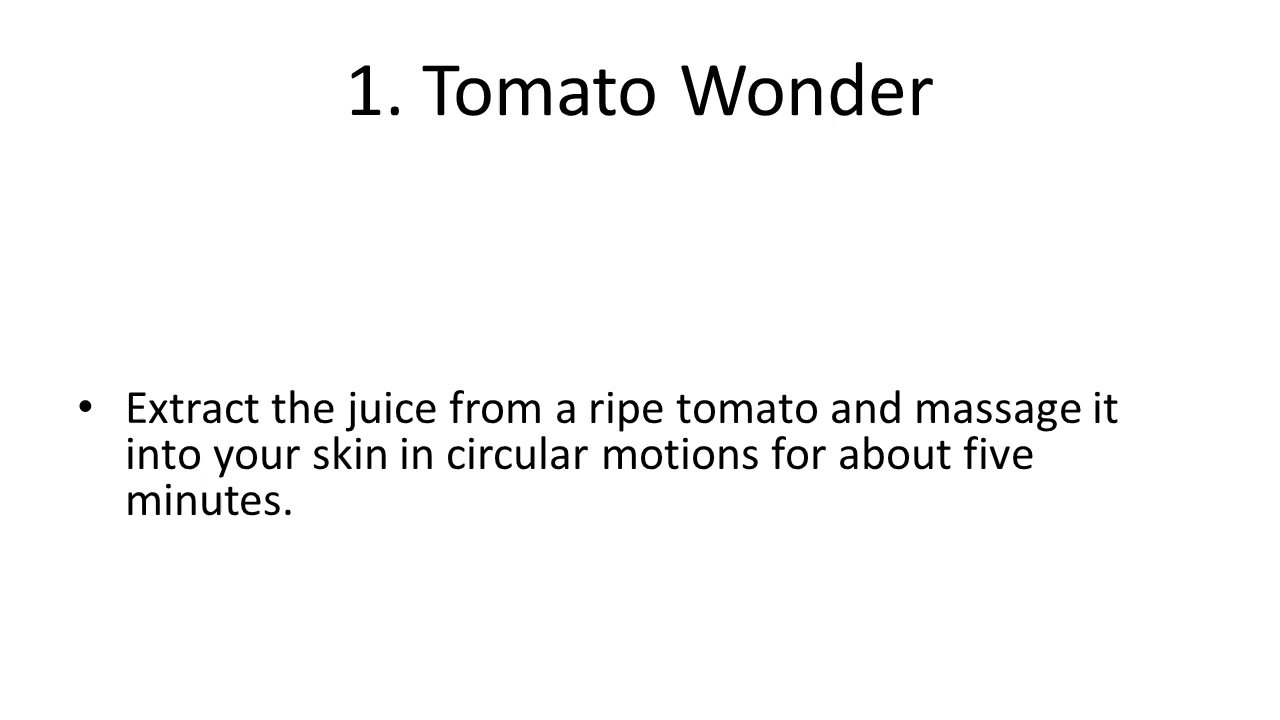 1. Tomato Wonder
• Extract the juice from a ripe tomato and massage it
into your skin in circular motions for about five
minutes.